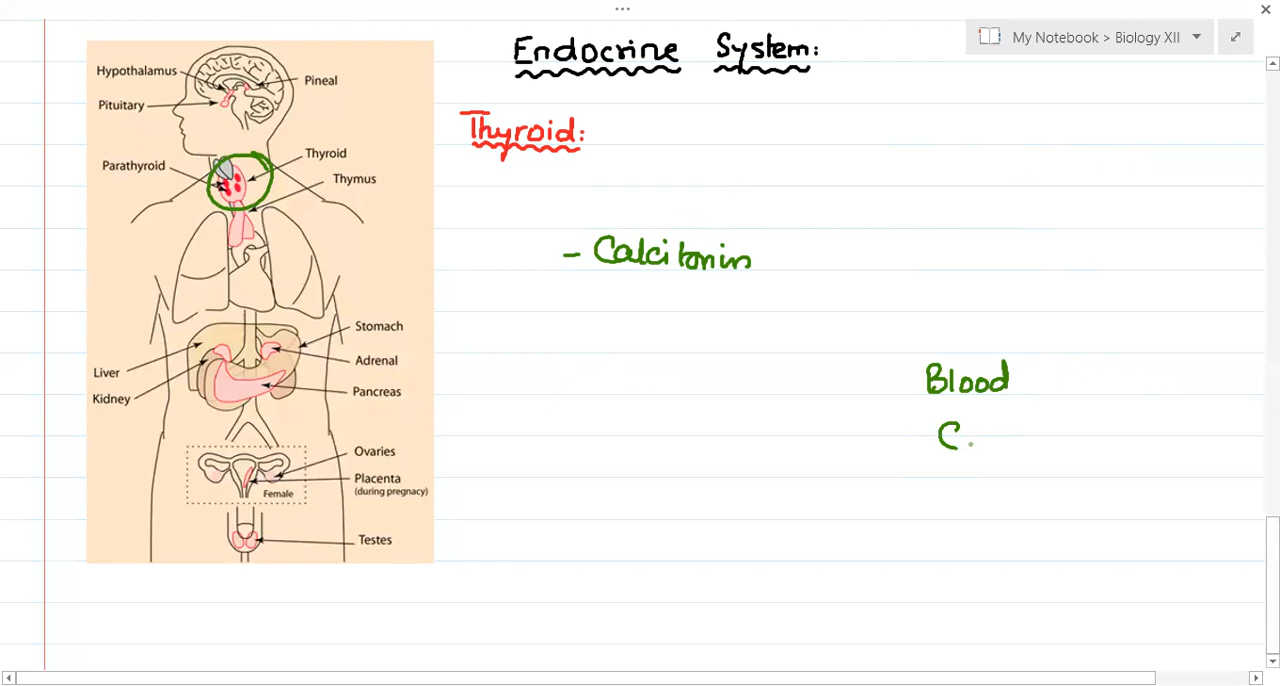 ...
My Notebook > Biology XII
Endocrine System:
Hypothalamus
Pineal
Pituitary
Thyroid:
Parathyroid
Thyroid
Thymus
- Calcitonin
Stomach
Adrenal
Liver
Pancreas
Kidney
Blood
C
Ovaries
Placenta
(during pregnancy)
Female
Testes